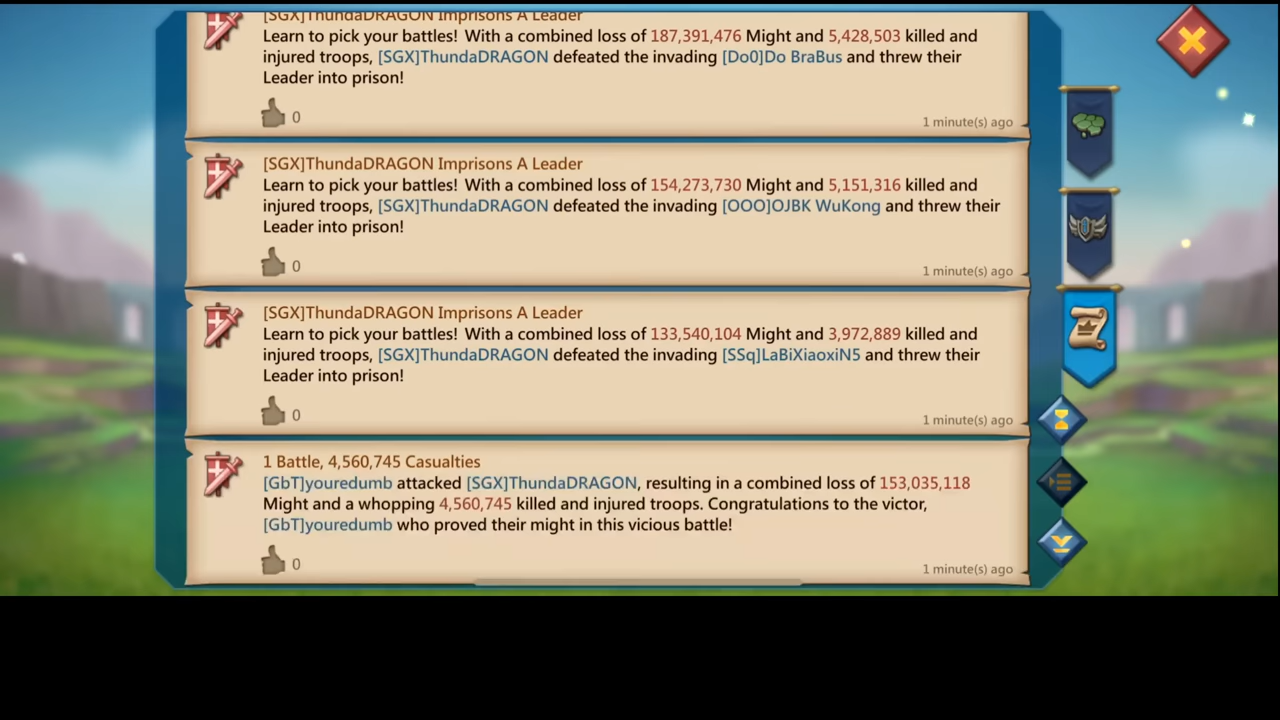 [SGX]ThundaDRAGON Imprisons A Leader
Learn to pick your battles! With a combined loss of 187,391,476 Might and 5,428,503 killed and
injured troops, [SGX]ThundaDRAGON defeated the invading [Do0]Do BraBus and threw their
Leader into prison!
0
1 minute(s) ago
[SGX]ThundaDRAGON Imprisons A Leader
Learn to pick your battles! With a combined loss of 154,273,730 Might and 5,151,316 killed and
injured troops, [SGX]ThundaDRAGON defeated the invading [OOO]OJBK WuKong and threw their
Leader into prison!
0
1 minute(s) ago
[SGX]ThundaDRAGON Imprisons A Leader
Learn to pick your battles! With a combined loss of 133,540,104 Might and 3,972,889 killed and
injured troops, [SGX]ThundaDRAGON defeated the invading [SSq]LaBiXiaoxiN5 and threw their
Leader into prison!
0
1 minute(s) ago
1 Battle, 4,560,745 Casualties
[GbT]youredumb attacked [SGX]ThundaDRAGON, resulting in a combined loss of 153,035,118
Might and a whopping 4,560,745 killed and injured troops. Congratulations to the victor,
[GbT]youredumb who proved their might in this vicious battle!
0
1 minute(s) ago